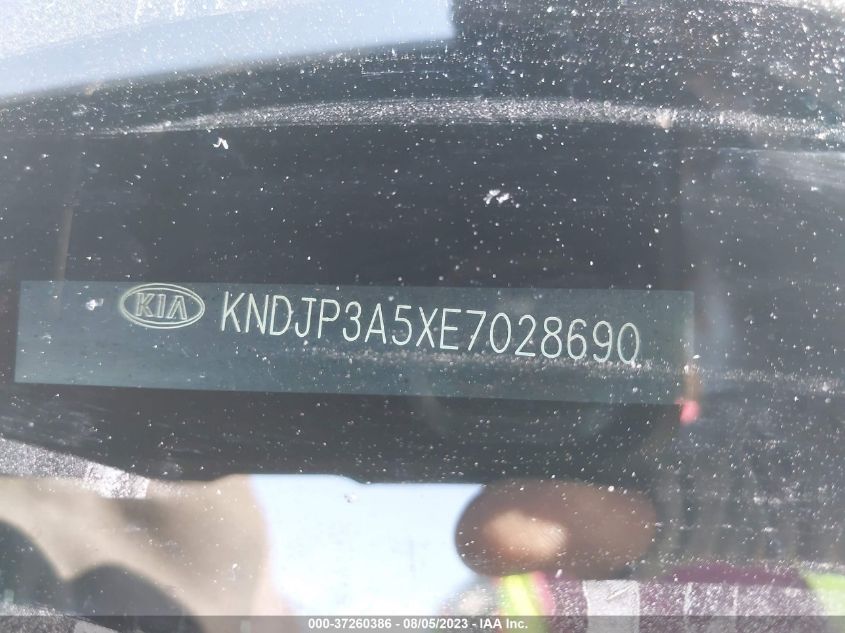 KIA KNDJP3A5XE7028690
000-37260386 - 08/05/2023 - IAA Inc.